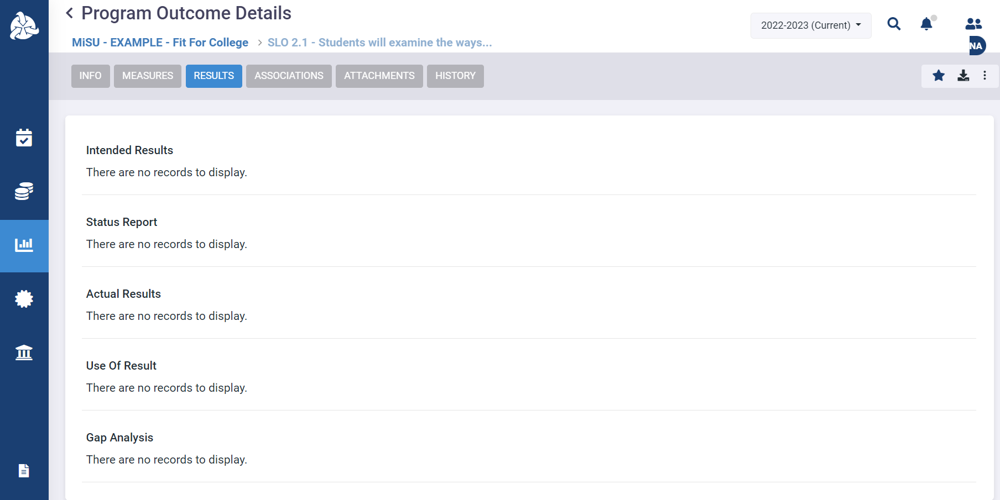 Program Outcome Details
2022-2023 (Current)
MiSU - EXAMPLE - Fit For College > SLO 2.1 - Students will examine the ways...
NA
INFO MEASURES RESULTS ASSOCIATIONS ATTACHMENTS HISTORY
Intended Results
There are no records to display.
Status Report
There are no records to display.
Actual Results
There are no records to display.
Use Of Result
There are no records to display.
Gap Analysis
There are no records to display.